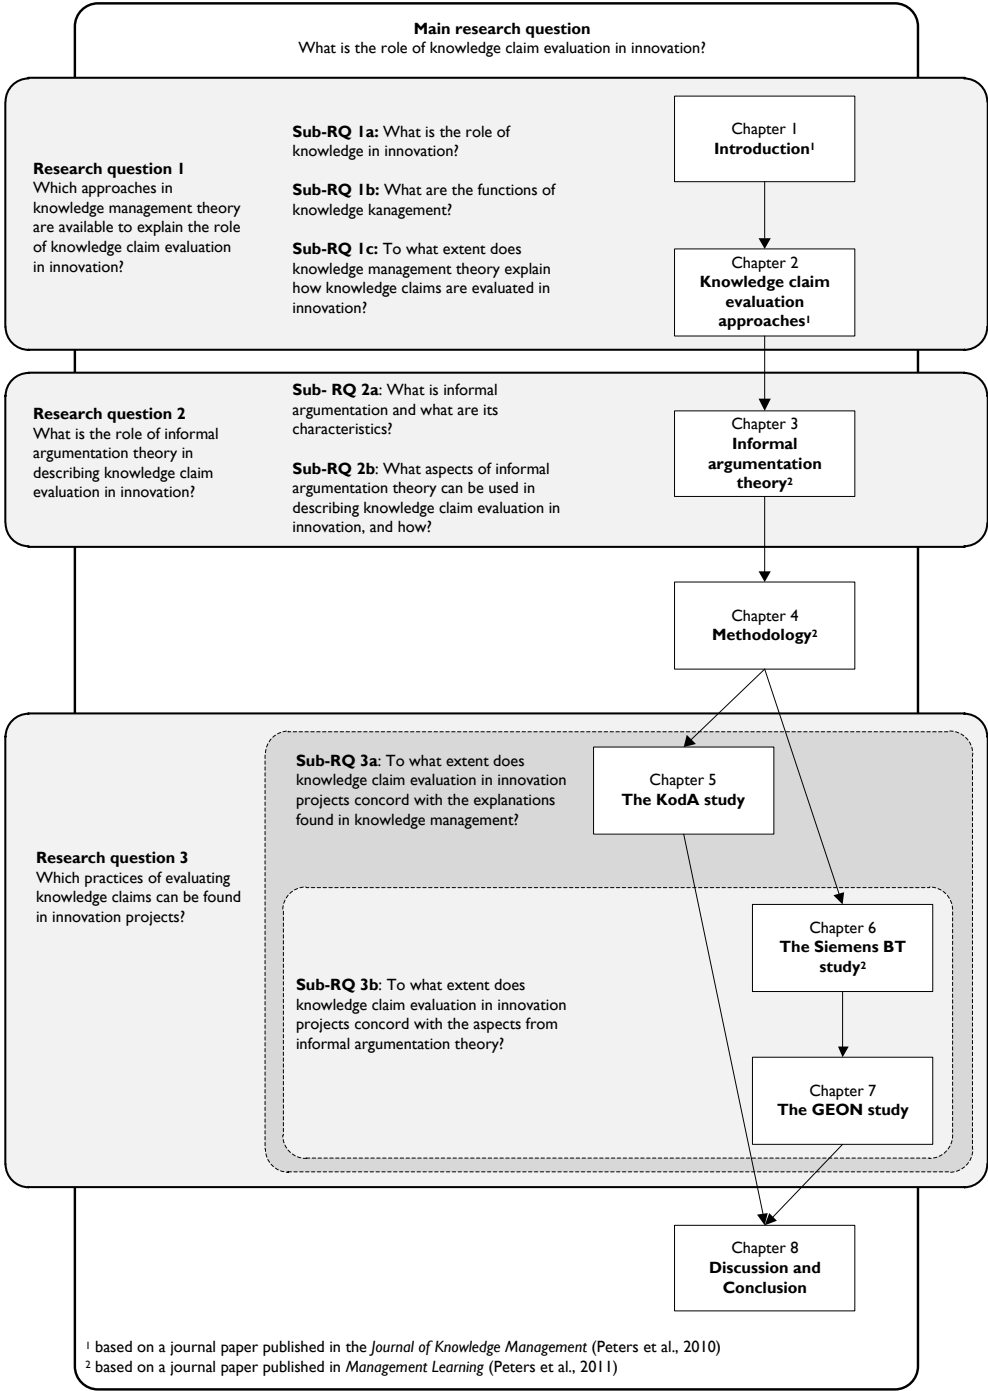 Main research question
What is the role of knowledge claim evaluation in innovation?
Research question 1
Which approaches in
knowledge management theory
are available to explain the role
of knowledge claim evaluation
in innovation?
Sub-RQ 1a: What is the role of
knowledge in innovation?
Sub-RQ 1b: What are the functions of
knowledge kanagement?
Sub-RQ 1c: To what extent does
knowledge management theory explain
how knowledge claims are evaluated in
innovation?
Chapter 1
Introduction¹
Chapter 2
Knowledge claim
evaluation
approaches¹
Research question 2
What is the role of informal
argumentation theory in
describing knowledge claim
evaluation in innovation?
Sub- RQ 2a: What is informal
argumentation and what are its
characteristics?
Sub-RQ 2b: What aspects of informal
argumentation theory can be used in
describing knowledge claim evaluation in
innovation, and how?
Chapter 3
Informal
argumentation
theory²
Chapter 4
Methodology²
Research question 3
Which practices of evaluating
knowledge claims can be found
in innovation projects?
Sub-RQ 3a: To what extent does
knowledge claim evaluation in innovation
projects concord with the explanations
found in knowledge management?
Chapter 5
The KodA study
Sub-RQ 3b: To what extent does
knowledge claim evaluation in innovation
projects concord with the aspects from
informal argumentation theory?
Chapter 6
The Siemens BT
study²
Chapter 7
The GEON study
Chapter 8
Discussion and
Conclusion
¹ based on a journal paper published in the Journal of Knowledge Management (Peters et al., 2010)
² based on a journal paper published in Management Learning (Peters et al., 2011)